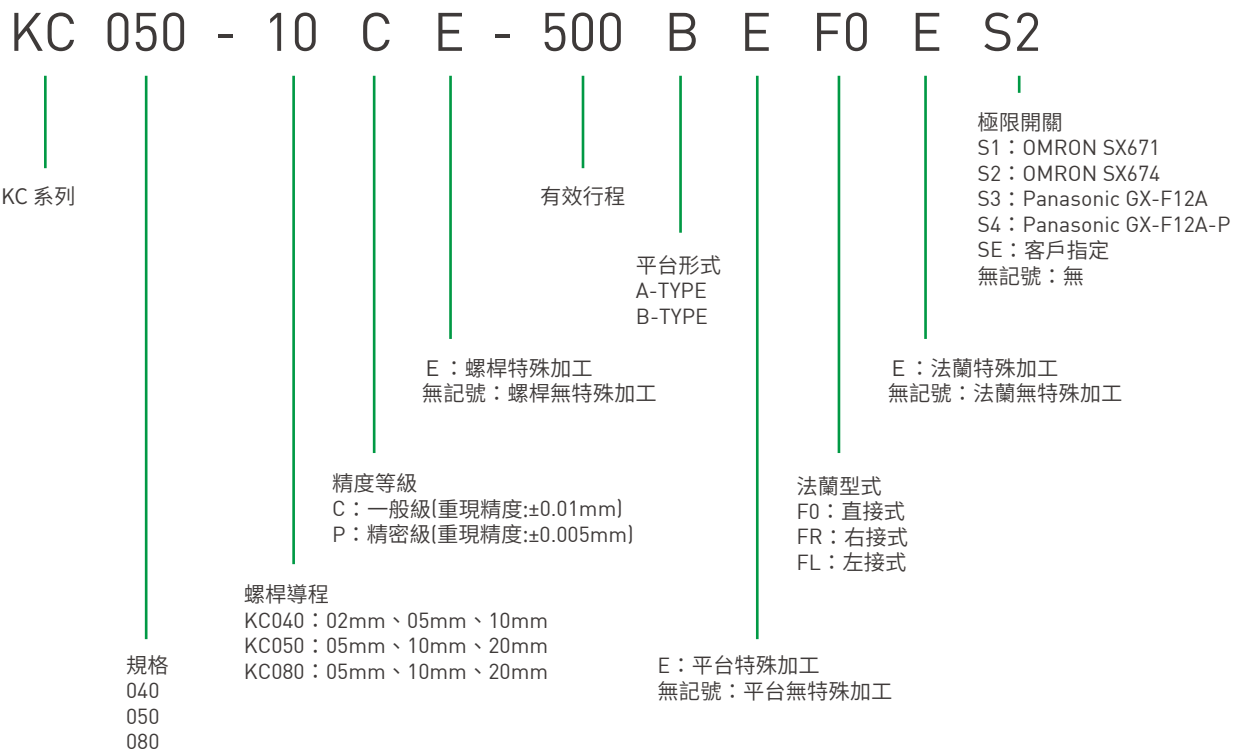 KC 050 - 10 C E - 500 B E F0 E S2
極限開關
S1：OMRON SX671
S2：OMRON SX674
S3：Panasonic GX-F12A
S4：Panasonic GX-F12A-P
SE：客戶指定
無記號：無
KC 系列
有效行程
平台形式
A-TYPE
B-TYPE
E：螺桿特殊加工
無記號：螺桿無特殊加工
E：法蘭特殊加工
無記號：法蘭無特殊加工
精度等級
C：一般級(重現精度:±0.01mm)
P：精密級(重現精度:±0.005mm)
法蘭型式
F0：直接式
FR：右接式
FL：左接式
螺桿導程
KC040：02mm、05mm、10mm
KC050：05mm、10mm、20mm
KC080：05mm、10mm、20mm
規格
040
050
080
E：平台特殊加工
無記號：平台無特殊加工